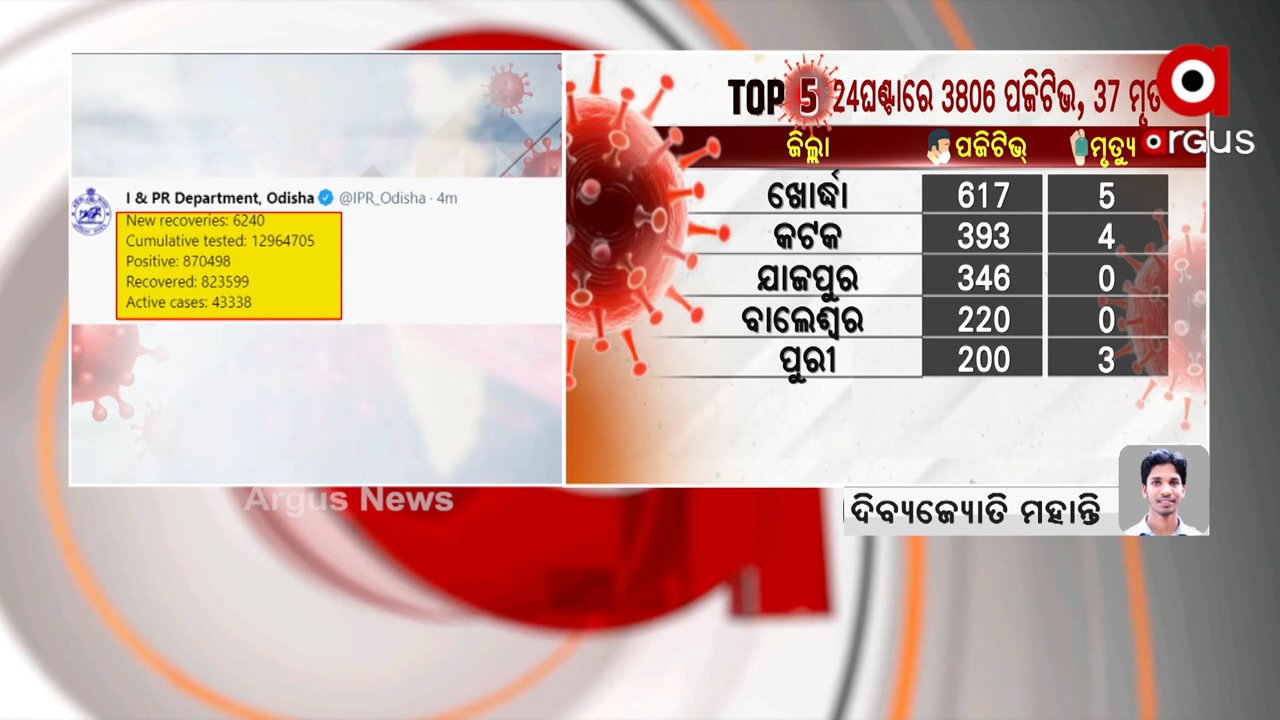 I & PR Department, Odisha @IPR_Odisha · 4m
New recoveries: 6240
Cumulative tested: 12964705
Positive: 870498
Recovered: 823599
Active cases: 43338
TOP 5 24ଘଣ୍ଟାରେ 3806 ପଜିଟିଭ, 37
ଜିଲ୍ଲା ପଜିଟିଭ୍ ମୃତ୍ୟୁ
ଖୋର୍ଦ୍ଧା 617 5
କଟକ 393 4
ଯାଜପୁର 346 0
ବାଲେଶ୍ୱର 220 0
ପୁରୀ 200 3
argus
Argus News
ଦିବ୍ୟଜ୍ୟୋତି ମହାନ୍ତି